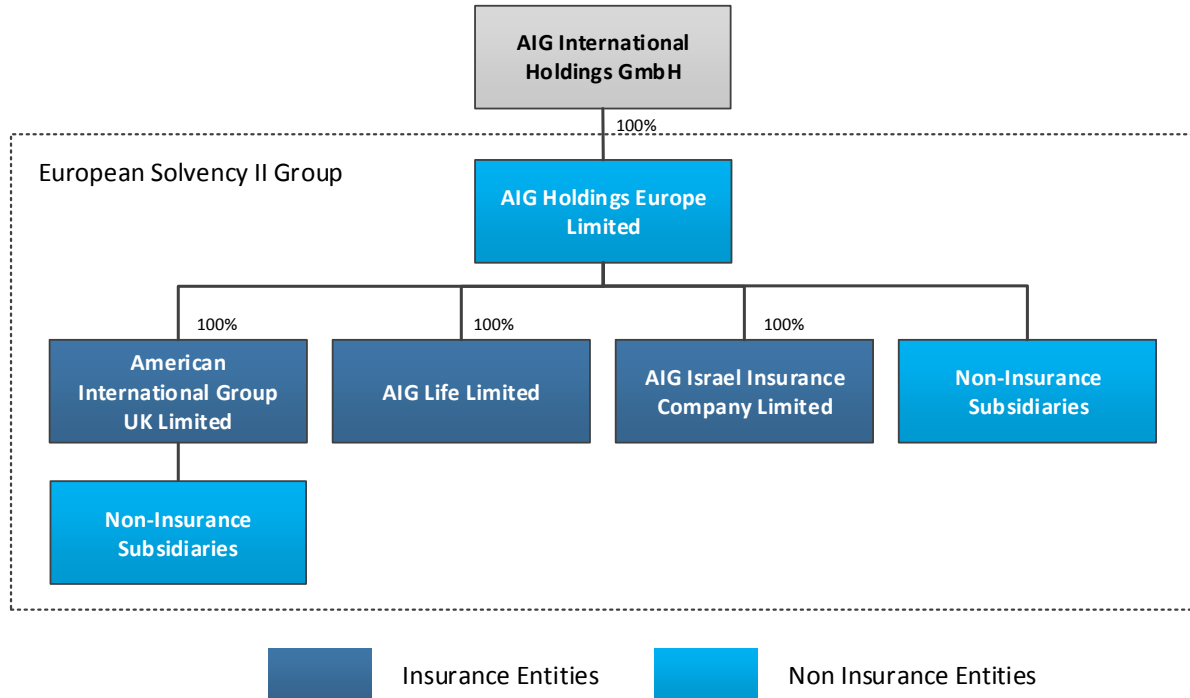 AIG International
Holdings GmbH
100%
European Solvency II Group
AIG Holdings Europe
Limited
100%
100%
100%
American
International Group
UK Limited
AIG Life Limited
AIG Israel Insurance
Company Limited
Non-Insurance
Subsidiaries
Non-Insurance
Subsidiaries
Insurance Entities
Non Insurance Entities